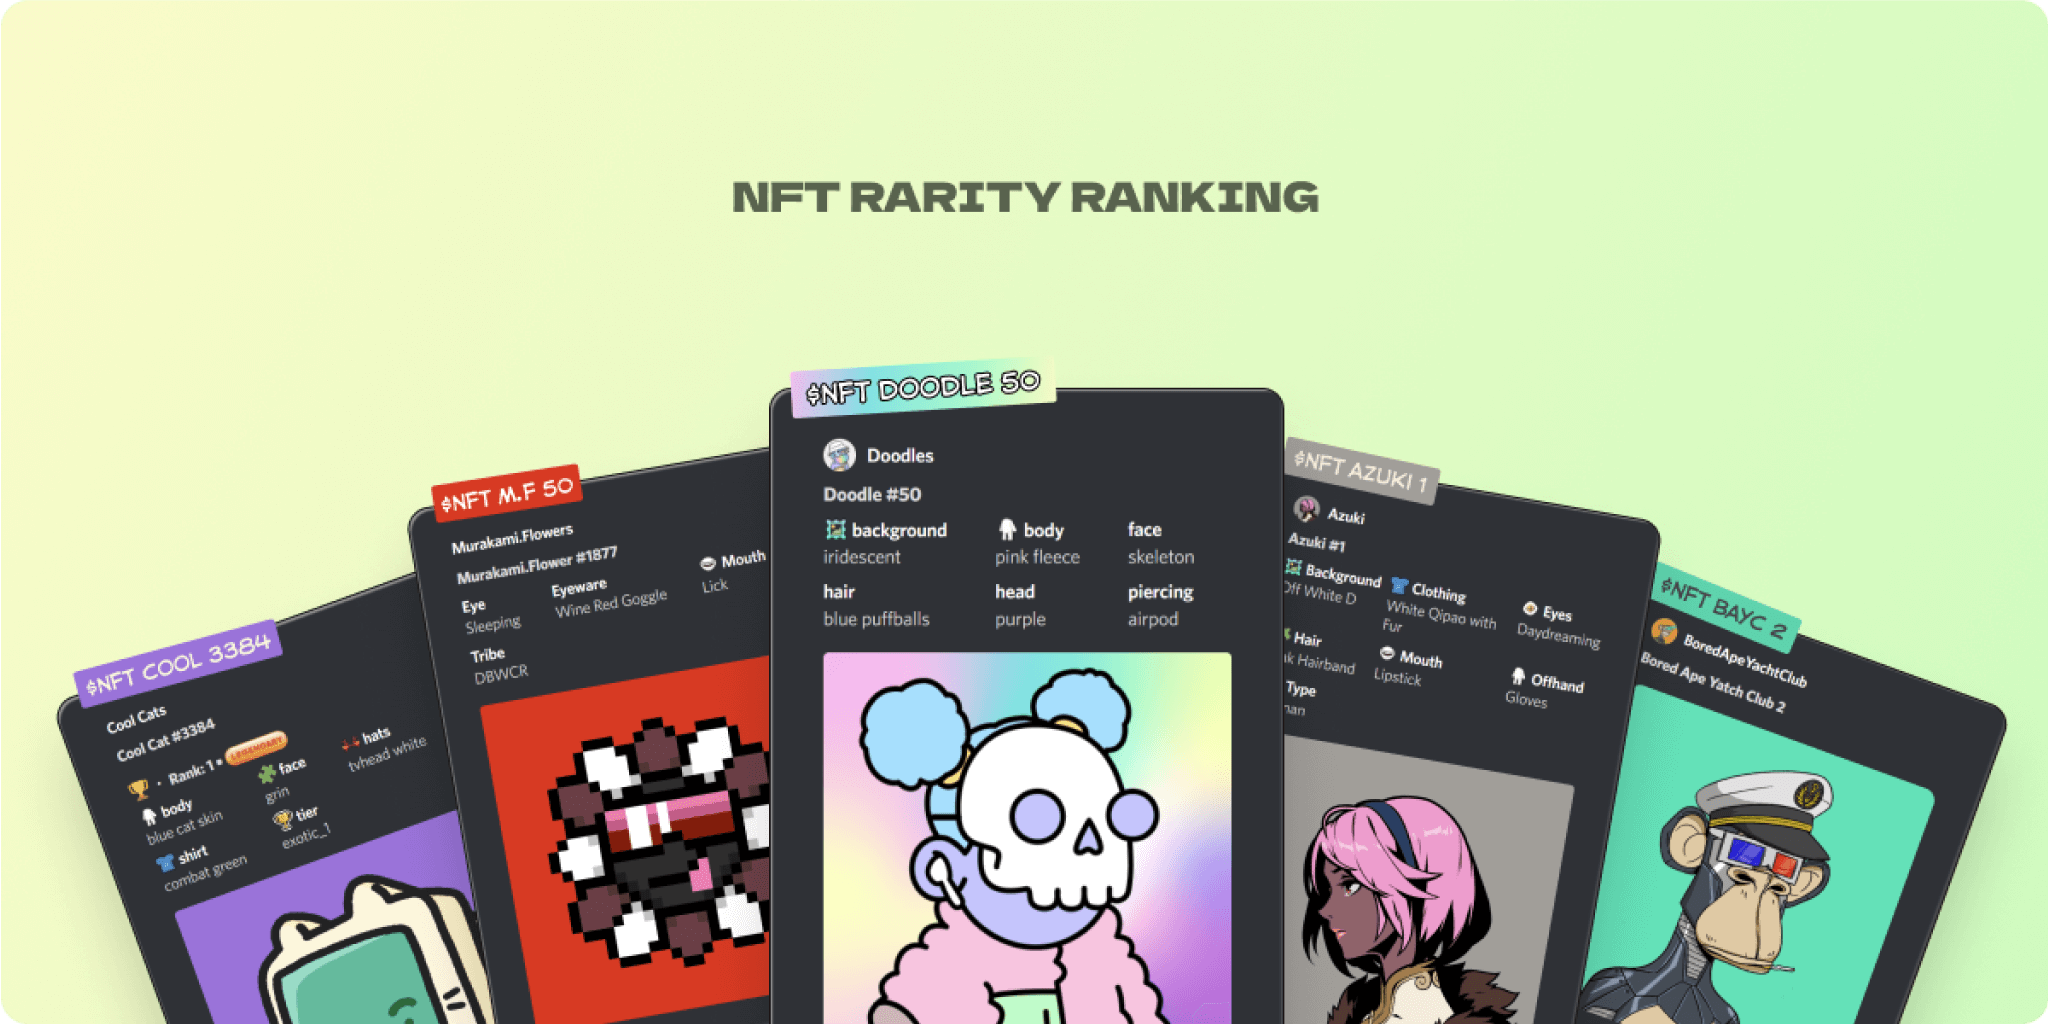 NFT RARITY RANKING
$NFT COOL 3384
Cool Cats
Cool Cat #3384
· Rank: 1 • LEGENDARY
body
blue cat skin
face
grin
hats
tvhead white
shirt
combat green
tier
exotic_1
$NFT M.F 50
Murakami.Flowers
Murakami.Flower #1877
Eye
Sleeping
Eyeware
Wine Red Goggle
Mouth
Lick
Tribe
DBWCR
$NFT DOODLE 50
Doodles
Doodle #50
background
iridescent
body
pink fleece
face
skeleton
hair
blue puffballs
head
purple
piercing
airpod
$NFT AZUKI 1
Azuki
Azuki #1
Background
Off White D
Clothing
White Qipao with
Fur
Eyes
Daydreaming
Hair
Hairband
Mouth
Lipstick
Offhand
Gloves
Type
$NFT BAYC 2
BoredApeYachtClub
Bored Ape Yatch Club 2